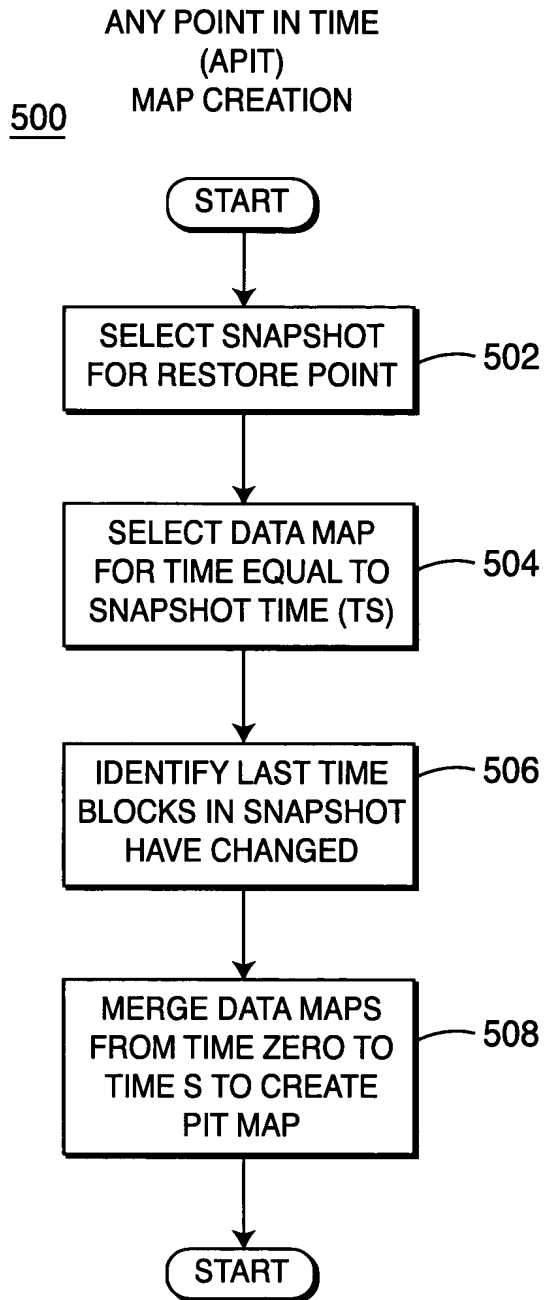 ANY POINT IN TIME
(APIT)
MAP CREATION
500
START
SELECT SNAPSHOT
FOR RESTORE POINT
502
SELECT DATA MAP
FOR TIME EQUAL TO
SNAPSHOT TIME (TS)
504
IDENTIFY LAST TIME
BLOCKS IN SNAPSHOT
HAVE CHANGED
506
MERGE DATA MAPS
FROM TIME ZERO TO
TIME S TO CREATE
PIT MAP
508
START